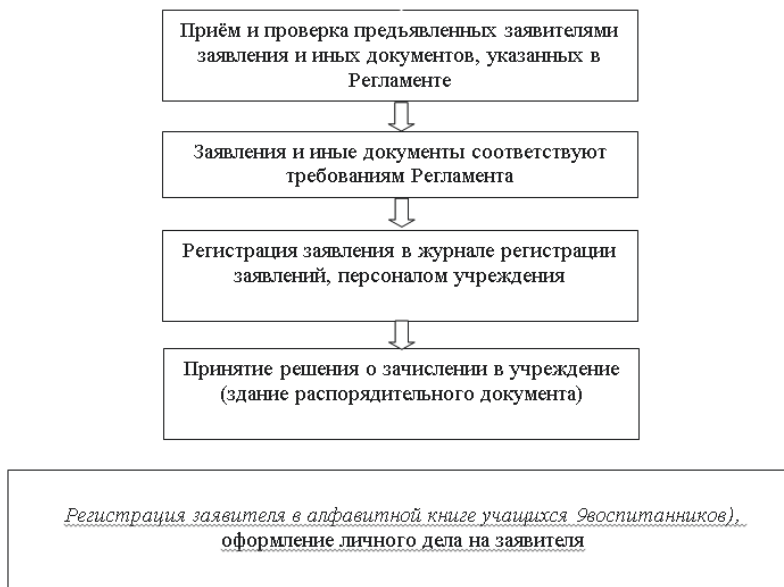 Приём и проверка предъявленных заявителями
заявления и иных документов, указанных в
Регламенте
Заявления и иные документы соответствуют
требованиям Регламента
Регистрация заявления в журнале регистрации
заявлений, персоналом учреждения
Принятие решения о зачислении в учреждение
(здание распорядительного документа)
Регистрация заявителя в алфавитной книге учащихся 9воспитанников),
оформление личного дела на заявителя